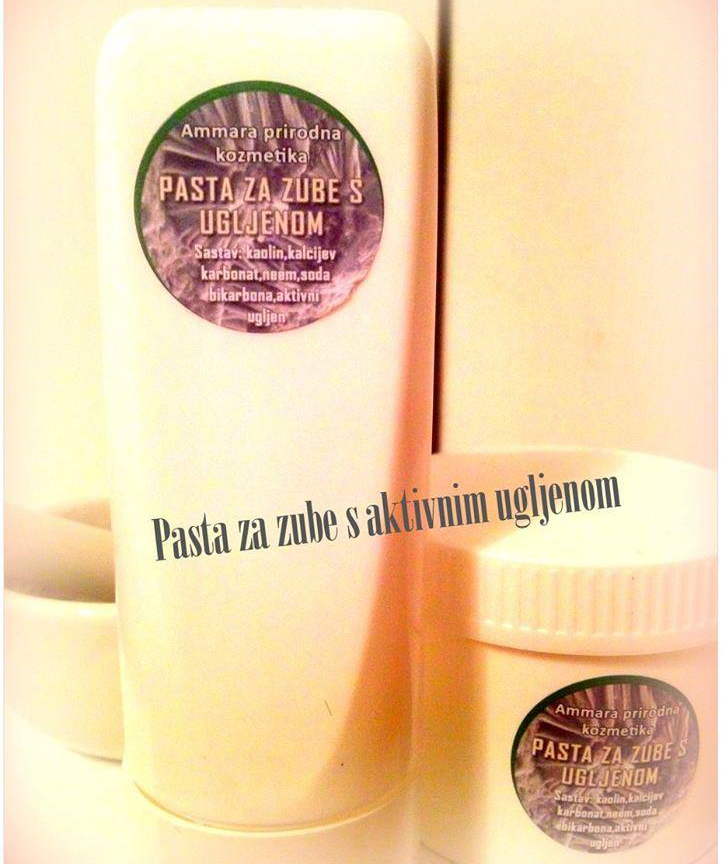 Ammara prirodna
kozmetika
PASTA ZA ZUBE S
UGLJENOM
Sastav: kaolin,kalcijev
karbonat,neem,soda
bikarbona,aktivni
ugljen
Pasta za zube s aktivnim ugljenom
Ammara prirodna
kozmetika
PASTA ZA ZUBE S
UGLJENOM
Sastav: kaolin,kalcijev
karbonat,neem,soda
bikarbona,aktivni
ugljen